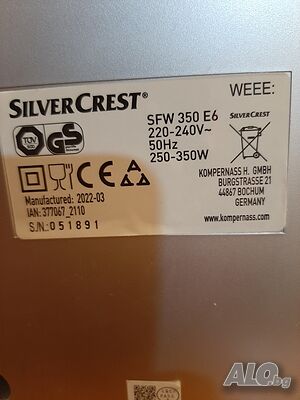 WEEE:
SILVERCREST®
SFW 350 E6
220-240V~
50Hz
250-350W
SILVERCREST
TÜV
GS
CE
KOMPERNASS H. GMBH
BURGSTRASSE 21
44867 BOCHUM
GERMANY
www.kompernass.com
Manufactured: 2022-03
IAN: 377067_2110
S/N: 051891
ALO.bg